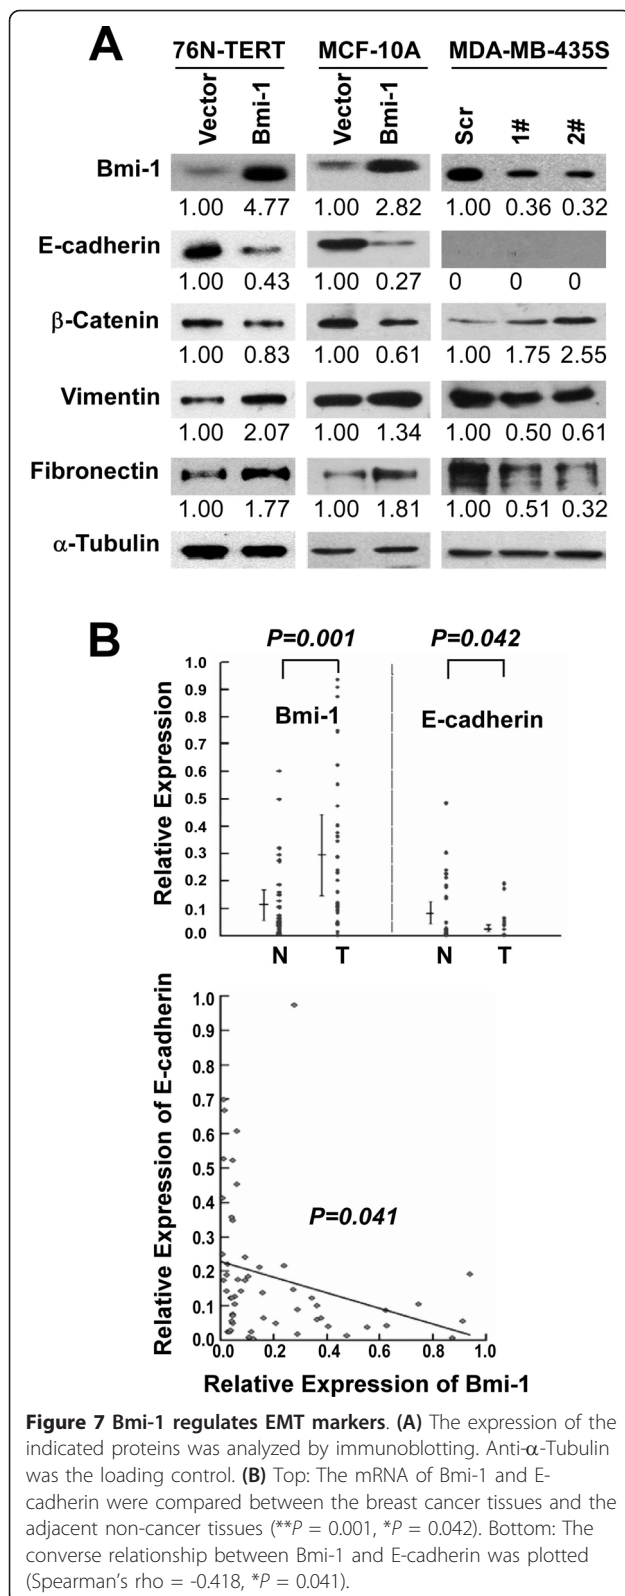 A
76N-TERT MCF-10A MDA-MB-435S
Vector Bmi-1 Vector Bmi-1 Scr 1# 2#
Bmi-1
1.00 4.77 1.00 2.82 1.00 0.36 0.32
E-cadherin
1.00 0.43 1.00 0.27 0 0 0
β-Catenin
1.00 0.83 1.00 0.61 1.00 1.75 2.55
Vimentin
1.00 2.07 1.00 1.34 1.00 0.50 0.61
Fibronectin
1.00 1.77 1.00 1.81 1.00 0.51 0.32
α-Tubulin
B
P=0.001 P=0.042
Relative Expression
1.0
0.9
0.8
0.7
0.6
0.5
0.4
0.3
0.2
0.1
0.0
Bmi-1 E-cadherin
N T N T
Relative Expression of E-cadherin
1.0
0.9
0.8
0.7
0.6
0.5
0.4
0.3
0.2
0.1
0.0
P=0.041
0.0 0.2 0.4 0.6 0.8 1.0
Relative Expression of Bmi-1
Figure 7 Bmi-1 regulates EMT markers. (A) The expression of the
indicated proteins was analyzed by immunoblotting. Anti-α-Tubulin
was the loading control. (B) Top: The mRNA of Bmi-1 and E-
cadherin were compared between the breast cancer tissues and the
adjacent non-cancer tissues (**P = 0.001, *P = 0.042). Bottom: The
converse relationship between Bmi-1 and E-cadherin was plotted
(Spearman's rho = -0.418, *P = 0.041).